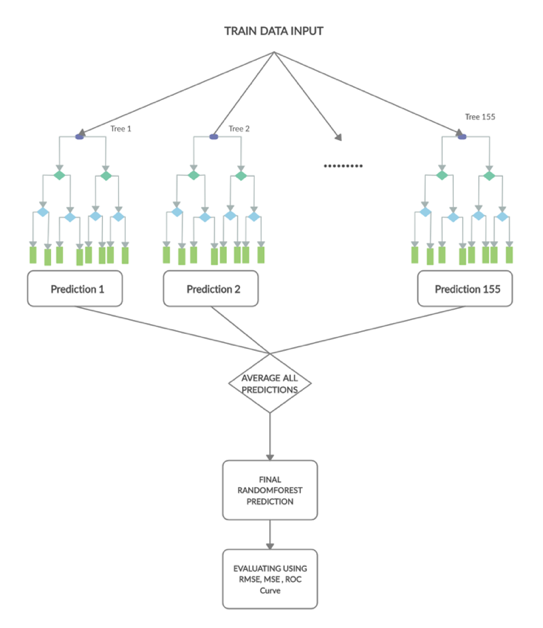 TRAIN DATA INPUT
Tree 1
Tree 2
Tree 155
.........
Prediction 1
Prediction 2
Prediction 155
AVERAGE ALL
PREDICTIONS
FINAL
RANDOMFOREST
PREDICTION
EVALUATING USING
RMSE, MSE , ROC
Curve